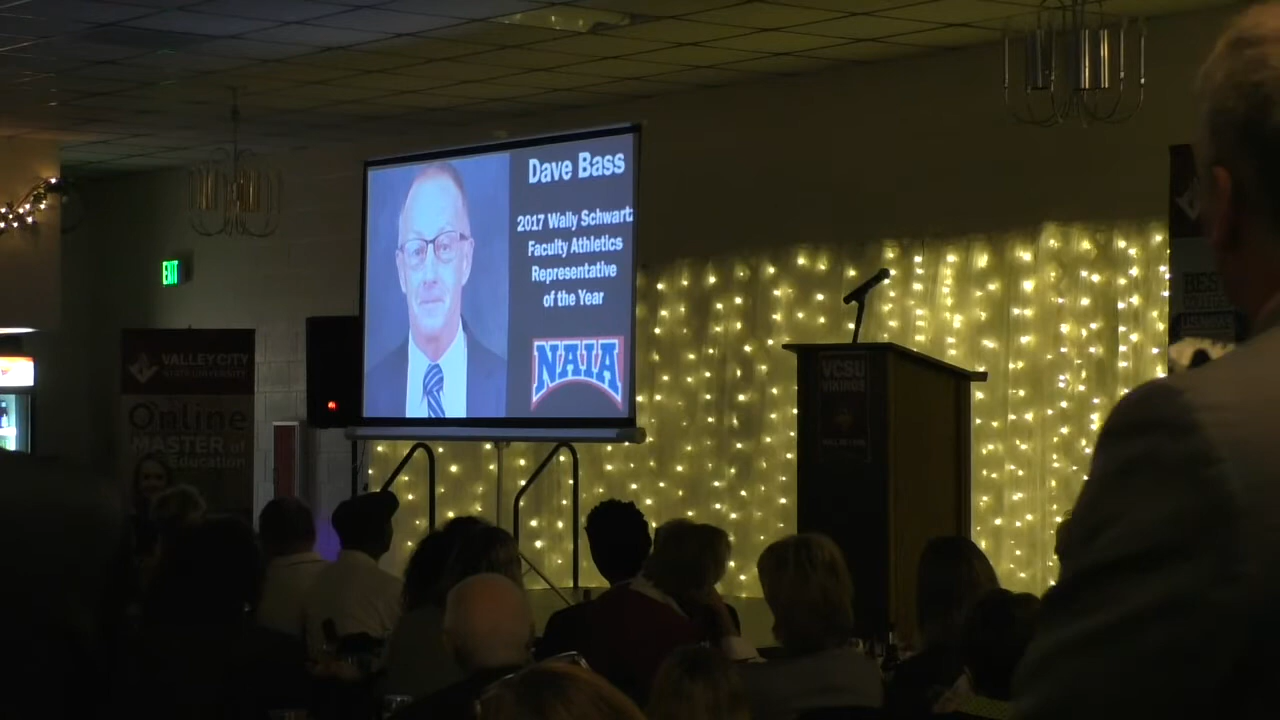 Dave Bass
2017 Wally Schwartz
Faculty Athletics
Representative
of the Year
NAIA
EXIT
VALLEY CITY
STATE UNIVERSITY
Online
MASTER of
Education
VCSU
VIKINGS
BEST